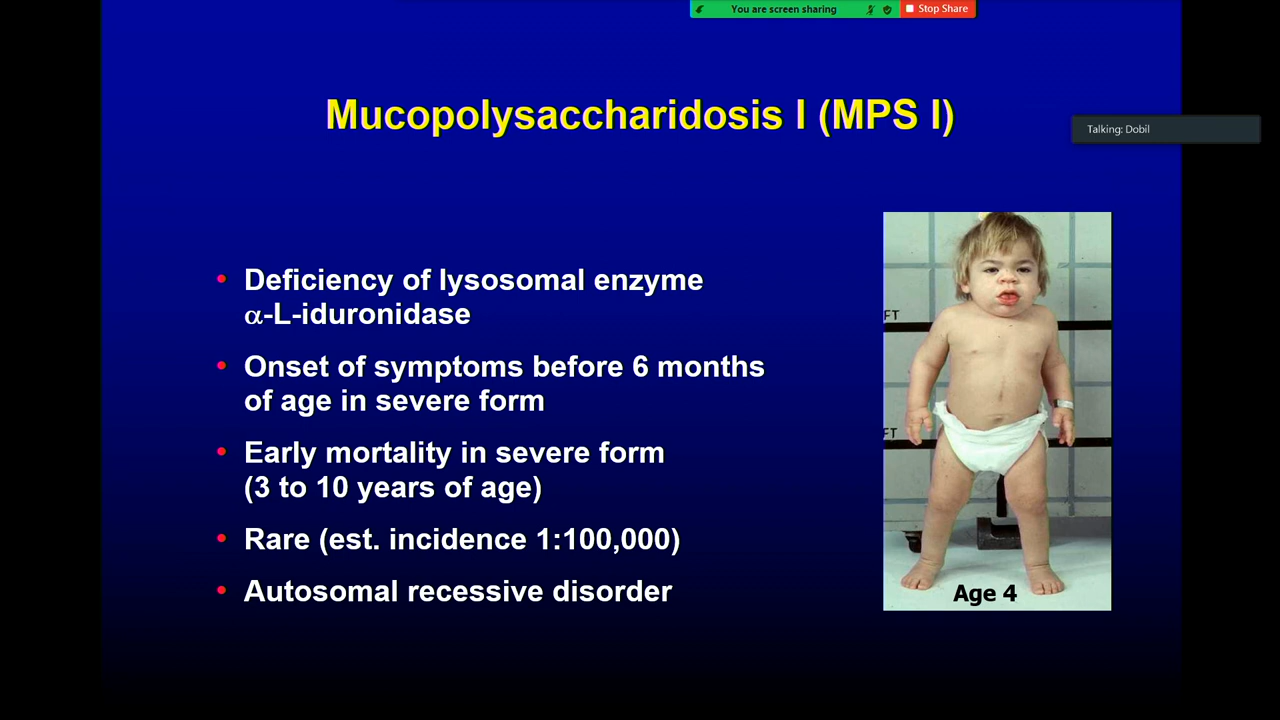 You are screen sharing
Stop Share
Mucopolysaccharidosis I (MPS I)
Talking: Dobil
• Deficiency of lysosomal enzyme
α-L-iduronidase
• Onset of symptoms before 6 months
of age in severe form
• Early mortality in severe form
(3 to 10 years of age)
• Rare (est. incidence 1:100,000)
• Autosomal recessive disorder
FT
FT
Age 4